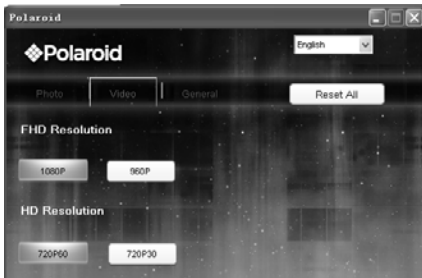 Polaroid
Polaroid English
Photo Video General Reset All
FHD Resolution
1080P 960P
HD Resolution
720P60 720P30